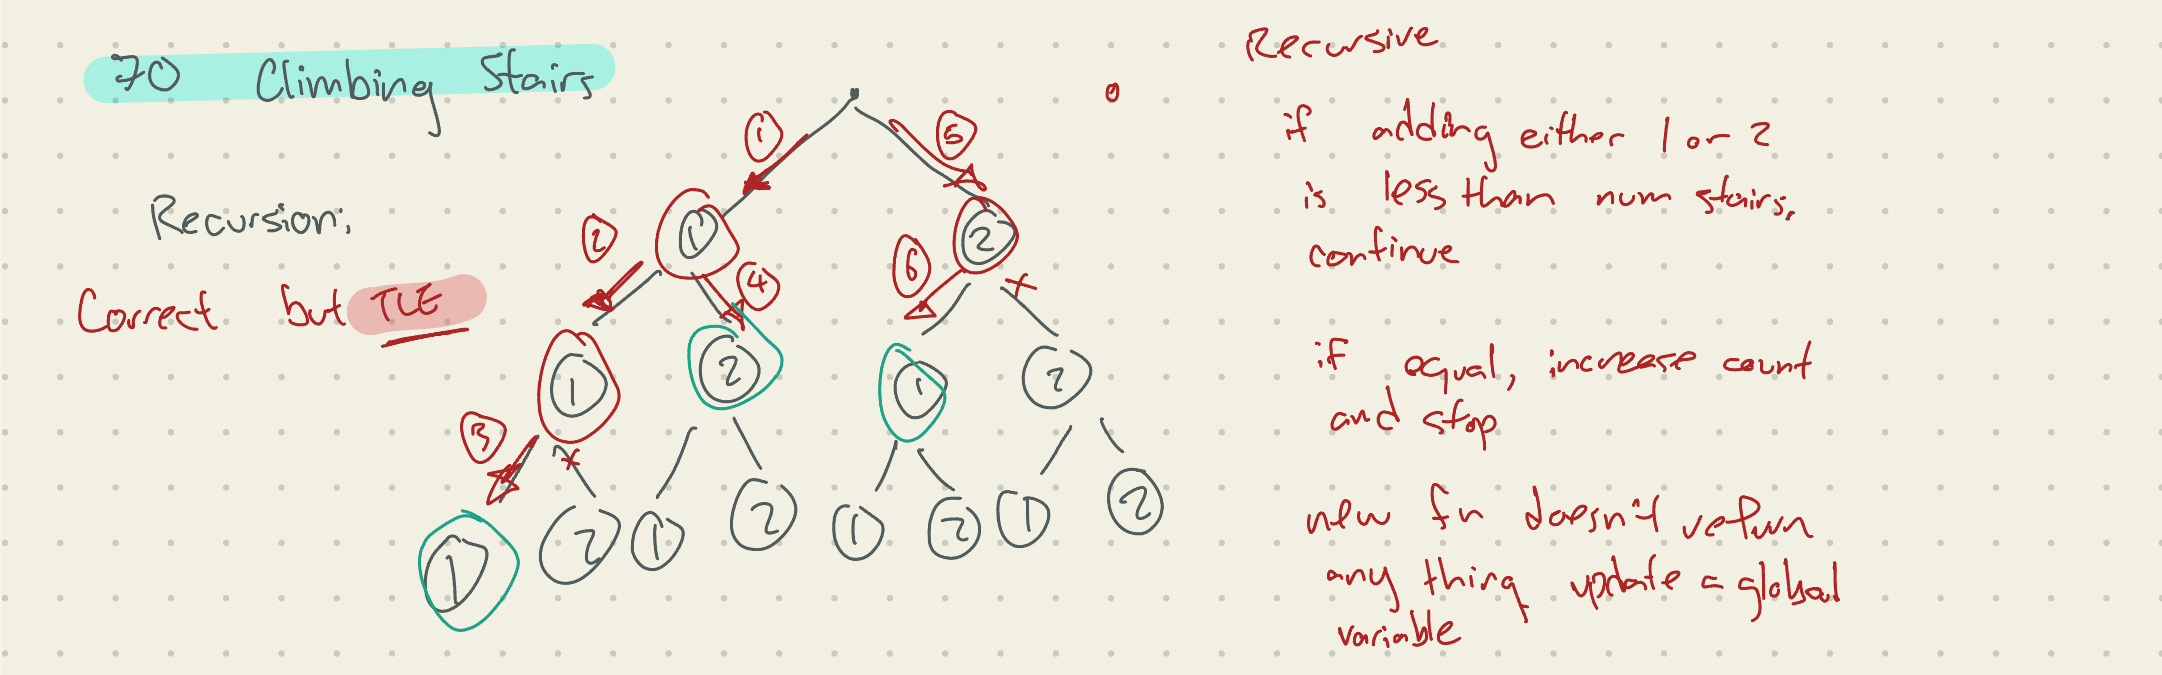 70 Climbing Stairs
Recursion:
Correct but TLE
0
① ⑤
① ②
② ④ ⑥ x
① ② ① ②
③ x
① ② ① ② ① ② ① ②
Recursive
if adding either 1 or 2
is less than num stairs,
continue
if equal, increase count
and stop
new fn doesn't return
any thing update a global
variable